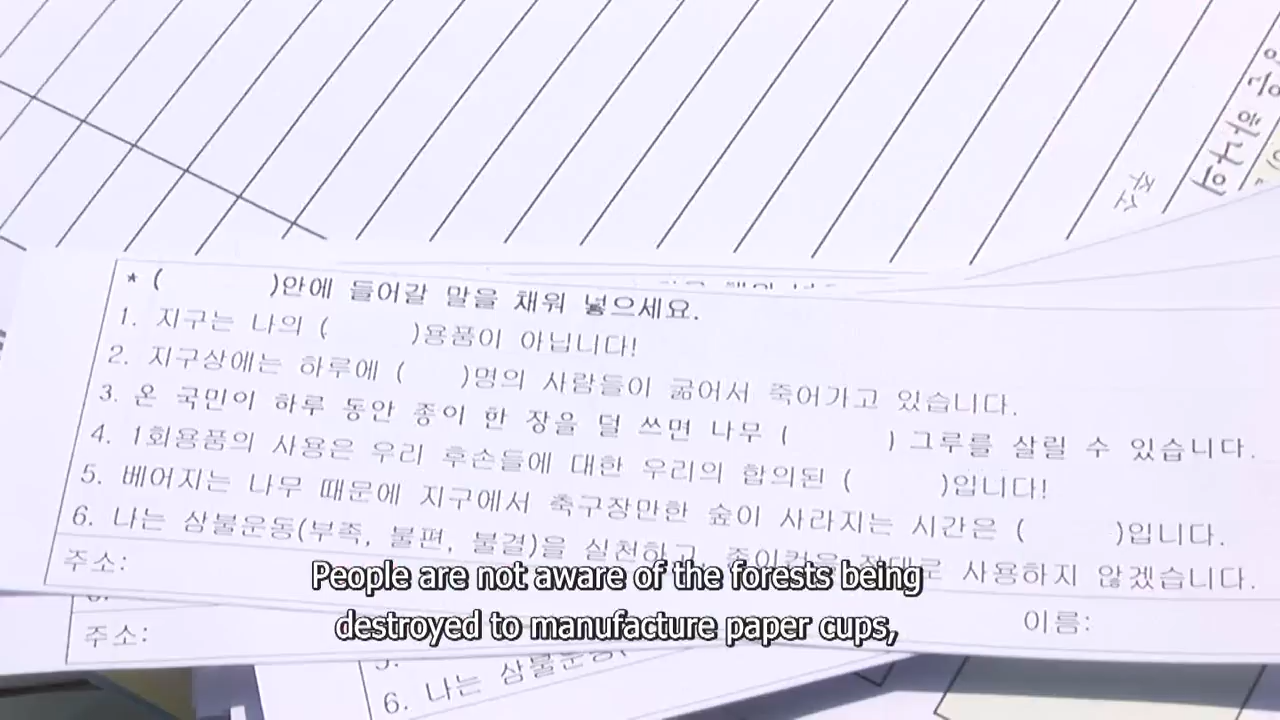 주소
* ( )안에 들어갈 말을 채워 넣으세요.
1. 지구는 나의 ( )용품이 아닙니다!
2. 지구상에는 하루에 ( )명의 사람들이 굶어서 죽어가고 있습니다.
3. 온 국민이 하루 동안 종이 한 장을 덜 쓰면 나무 ( ) 그루를 살릴 수 있습니다.
4. 1회용품의 사용은 우리 후손들에 대한 우리의 합의된 ( )입니다!
5. 베어지는 나무 때문에 지구에서 축구장만한 숲이 사라지는 시간은 ( )입니다.
6. 나는 삼불운동(부족, 불편, 불결)을 실천하고, 종이컵을 절대로 사용하지 않겠습니다.
주소:
이름:
People are not aware of the forests being
destroyed to manufacture paper cups,
주소:
6. 나는 삼불운동(